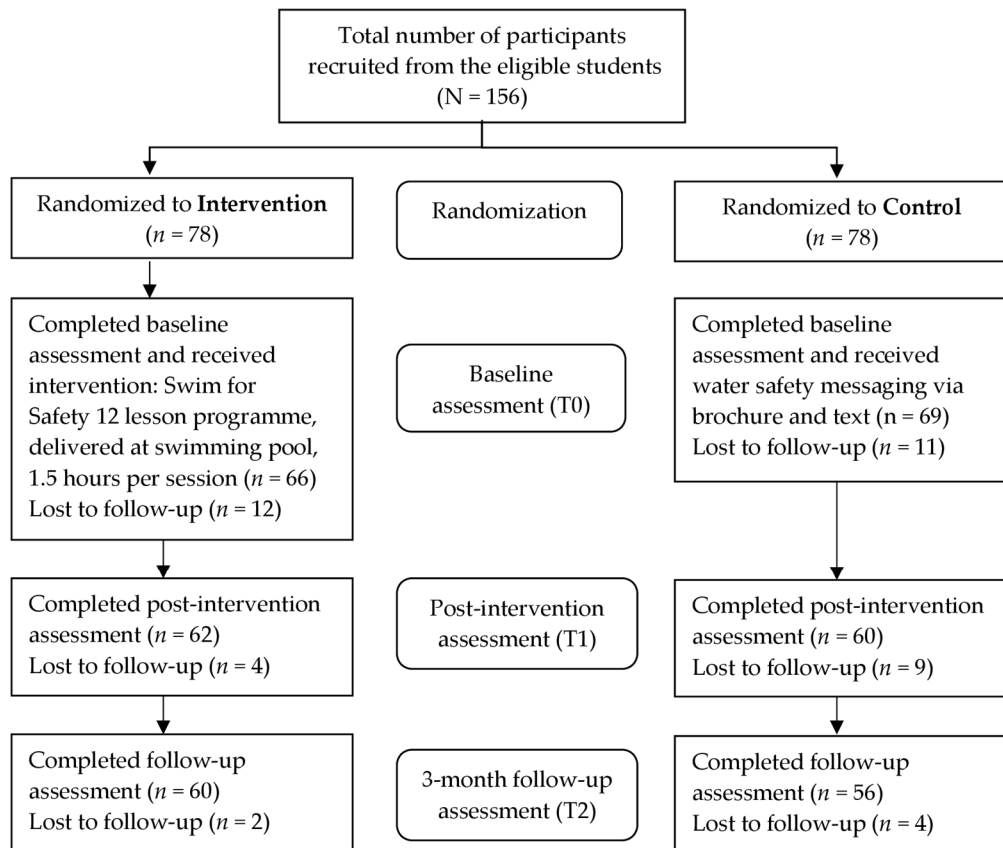 Total number of participants
recruited from the eligible students
(N = 156)
Randomized to Intervention
(n = 78)
Randomization
Randomized to Control
(n = 78)
Completed baseline
assessment and received
intervention: Swim for
Safety 12 lesson programme,
delivered at swimming pool,
1.5 hours per session (n = 66)
Lost to follow-up (n = 12)
Baseline
assessment (T0)
Completed baseline
assessment and received
water safety messaging via
brochure and text (n = 69)
Lost to follow-up (n = 11)
Completed post-intervention
assessment (n = 62)
Lost to follow-up (n = 4)
Post-intervention
assessment (T1)
Completed post-intervention
assessment (n = 60)
Lost to follow-up (n = 9)
Completed follow-up
assessment (n = 60)
Lost to follow-up (n = 2)
3-month follow-up
assessment (T2)
Completed follow-up
assessment (n = 56)
Lost to follow-up (n = 4)